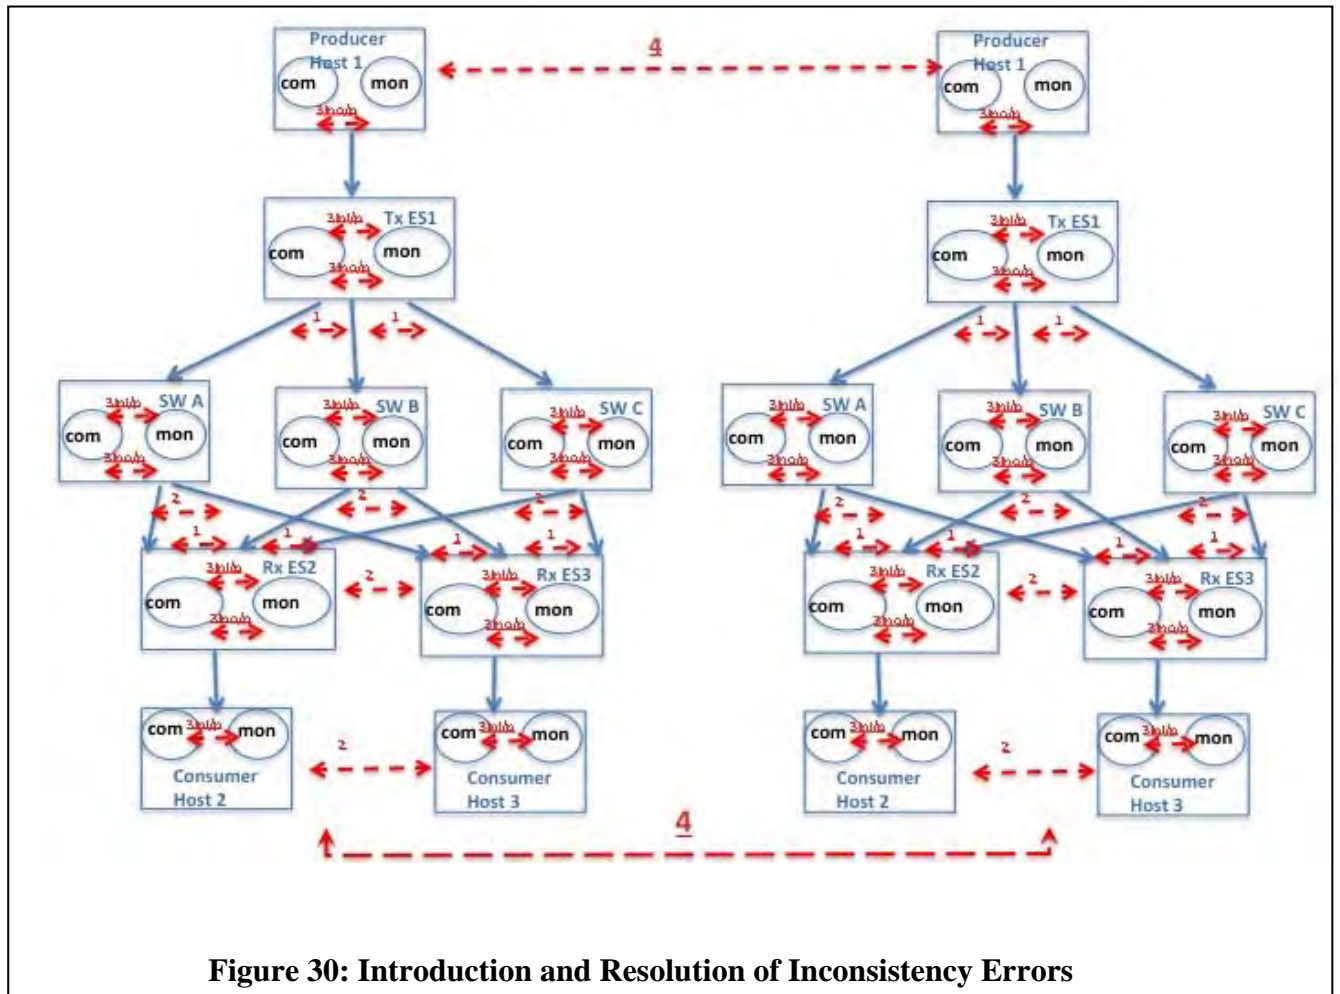 Producer
Host 1
com
mon
4
Producer
Host 1
com
mon
Tx ES1
com
mon
Tx ES1
com
mon
1
1
1
1
SW A
com
mon
SW B
com
mon
SW C
com
mon
SW A
com
mon
SW B
com
mon
SW C
com
mon
2
2
2
2
2
2
1
1
1
1
1
1
1
1
Rx ES2
com
mon
2
Rx ES3
com
mon
Rx ES2
com
mon
2
Rx ES3
com
mon
com
mon
Consumer
Host 2
2
com
mon
Consumer
Host 3
com
mon
Consumer
Host 2
2
com
mon
Consumer
Host 3
4
Figure 30: Introduction and Resolution of Inconsistency Errors